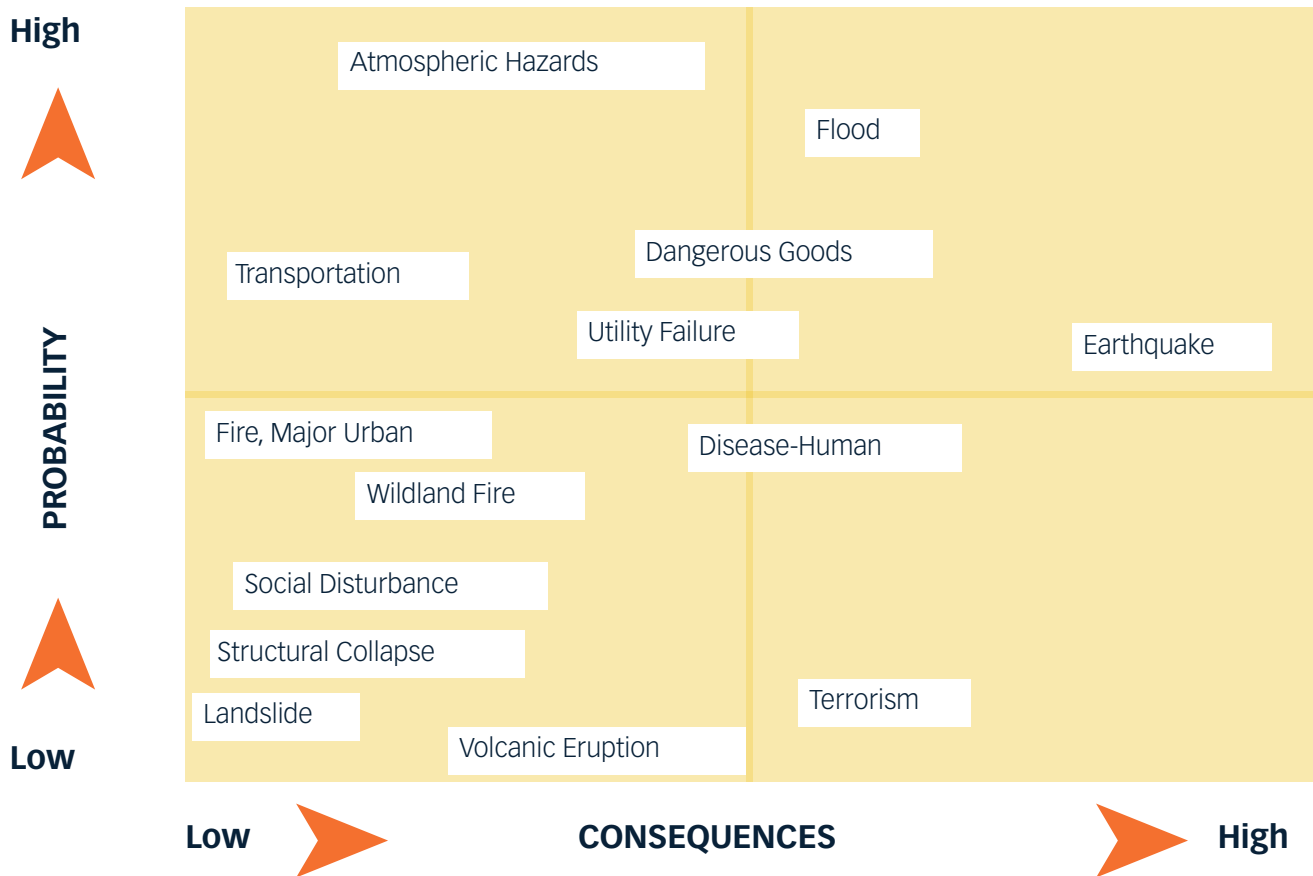 High
Atmospheric Hazards
Flood
Dangerous Goods
Transportation
Utility Failure
Earthquake
PROBABILITY
Fire, Major Urban
Disease-Human
Wildland Fire
Social Disturbance
Structural Collapse
Terrorism
Landslide
Volcanic Eruption
Low
Low
CONSEQUENCES
High